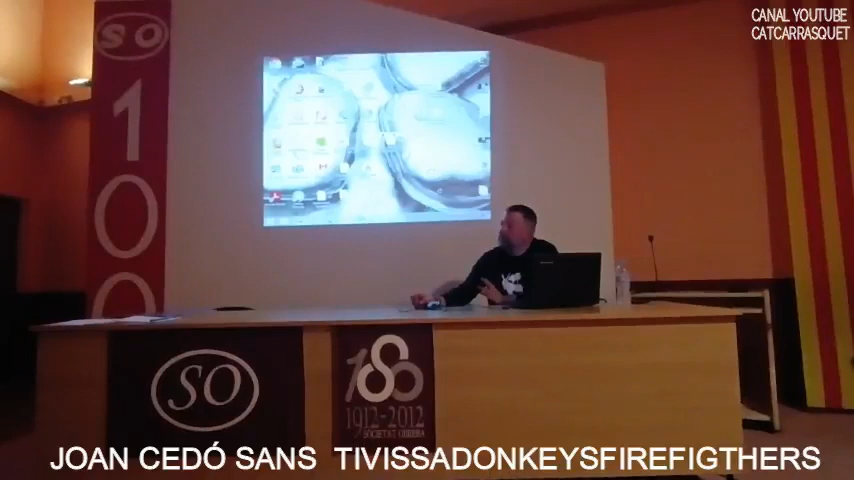 CANAL YOUTUBE
CATCARRASQUET
SO
100
SO
100
1912-2012
SOCIETAT OBRERA
JOAN CEDÓ SANS TIVISSADONKEYSFIREFIGTHERS